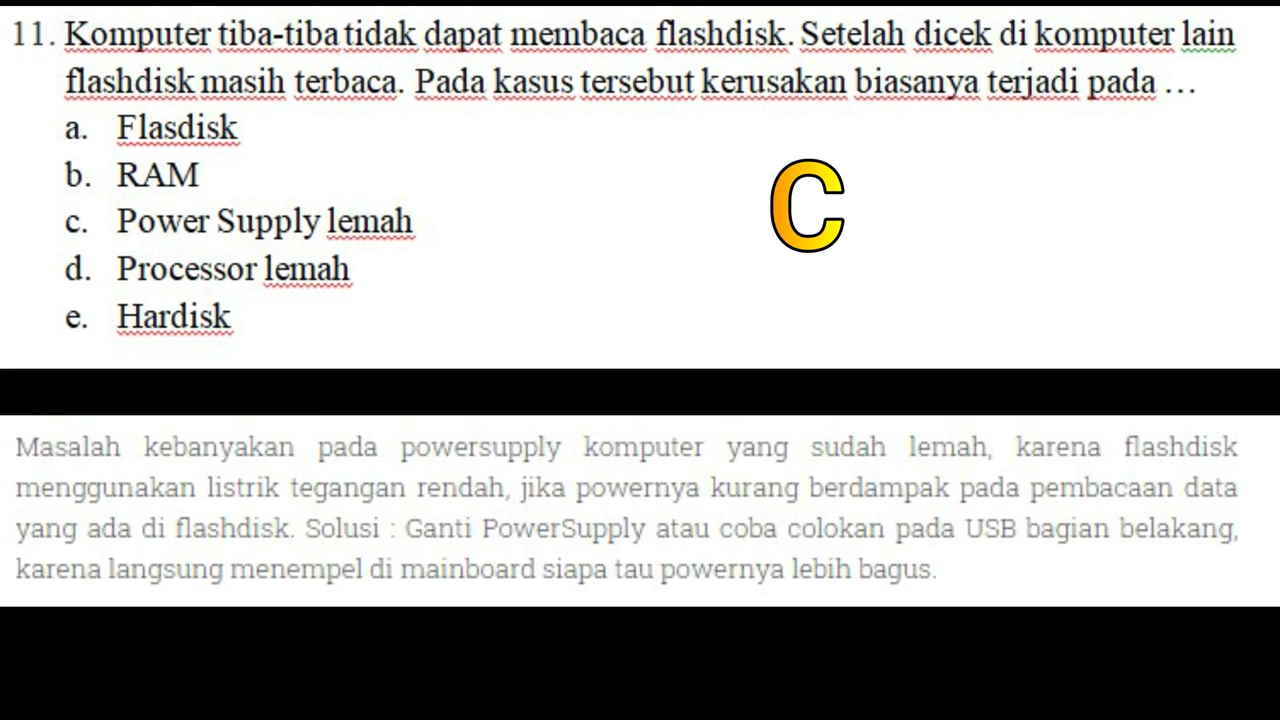 11. Komputer tiba-tiba tidak dapat membaca flashdisk. Setelah dicek di komputer lain
flashdisk masih terbaca. Pada kasus tersebut kerusakan biasanya terjadi pada …
a. Flasdisk
b. RAM
c. Power Supply lemah
d. Processor lemah
e. Hardisk
C
Masalah kebanyakan pada powersupply komputer yang sudah lemah, karena flashdisk
menggunakan listrik tegangan rendah, jika powernya kurang berdampak pada pembacaan data
yang ada di flashdisk. Solusi : Ganti PowerSupply atau coba colokan pada USB bagian belakang,
karena langsung menempel di mainboard siapa tau powernya lebih bagus.